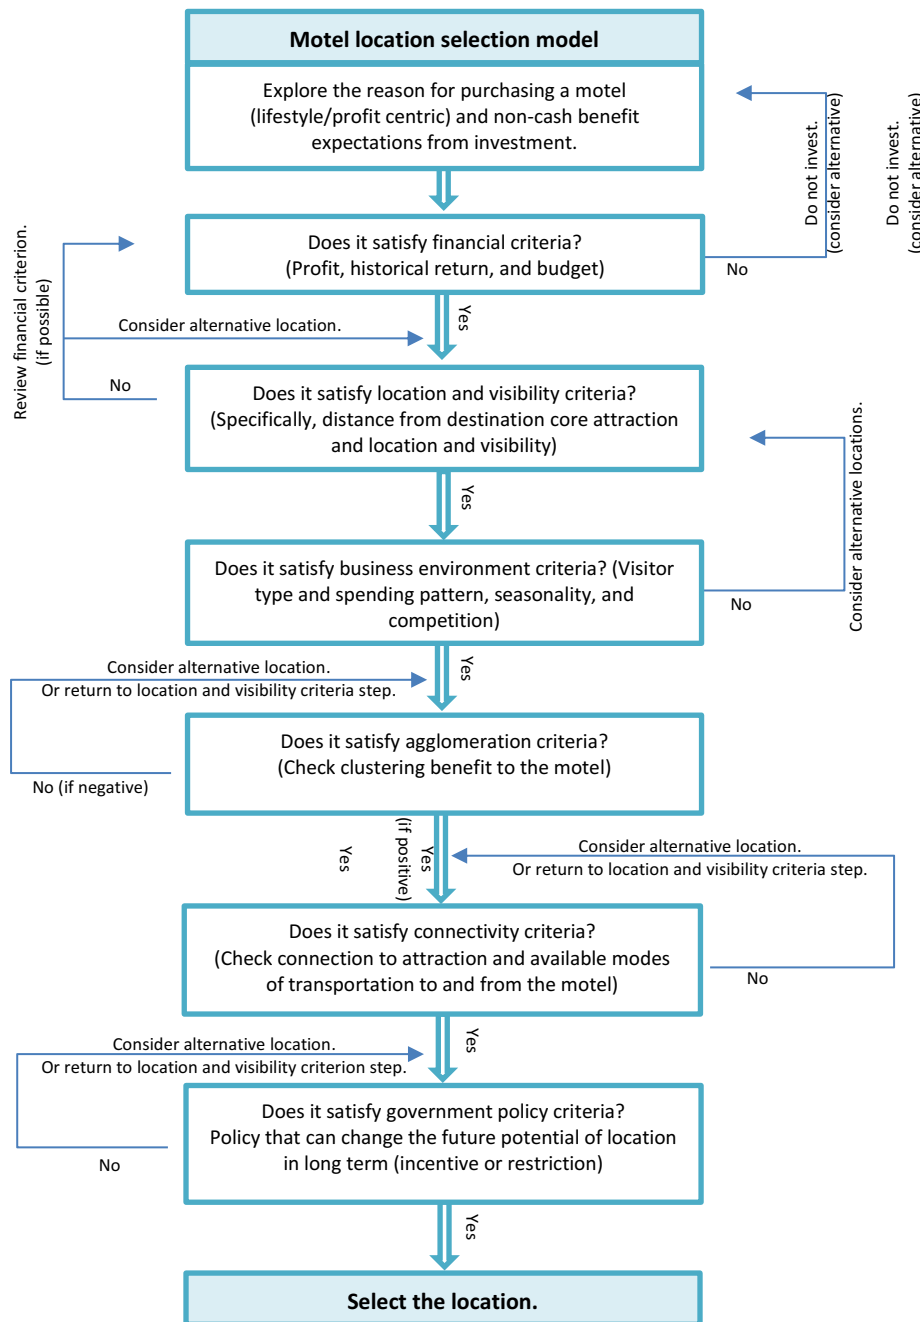 Motel location selection model
Explore the reason for purchasing a motel
(lifestyle/profit centric) and non-cash benefit
expectations from investment.
Do not invest.
(consider alternative)
Do not invest.
(consider alternative)
Does it satisfy financial criteria?
(Profit, historical return, and budget)
No
Review financial criterion.
(if possible)
Yes
Consider alternative location.
No
Does it satisfy location and visibility criteria?
(Specifically, distance from destination core attraction
and location and visibility)
Consider alternative locations.
Yes
Does it satisfy business environment criteria? (Visitor
type and spending pattern, seasonality, and
competition)
No
Yes
Consider alternative location.
Or return to location and visibility criteria step.
Does it satisfy agglomeration criteria?
(Check clustering benefit to the motel)
No (if negative)
Yes
(if positive)
Yes
Consider alternative location.
Or return to location and visibility criteria step.
Does it satisfy connectivity criteria?
(Check connection to attraction and available modes
of transportation to and from the motel)
No
Yes
Consider alternative location.
Or return to location and visibility criterion step.
Does it satisfy government policy criteria?
Policy that can change the future potential of location
in long term (incentive or restriction)
No
Yes
Select the location.